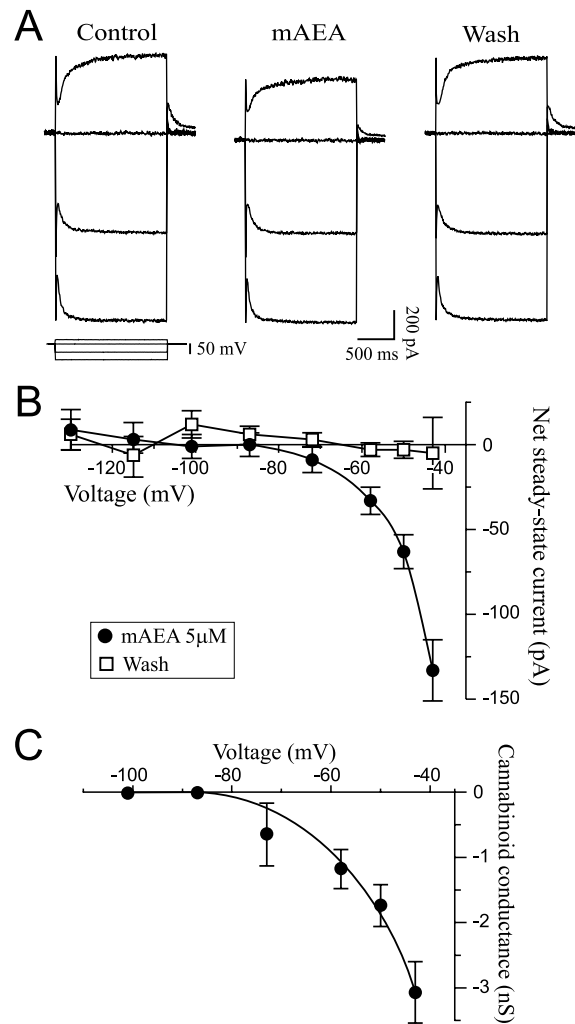 A
Control
mAEA
Wash
50 mV
500 ms
200 pA
B
0
-120
-100
-80
-60
-40
Voltage (mV)
-50
-100
-150
Net steady-state current (pA)
mAEA 5μM
Wash
C
Voltage (mV)
-100
-80
-60
-40
0
-1
-2
-3
Cannabinoid conductance (nS)